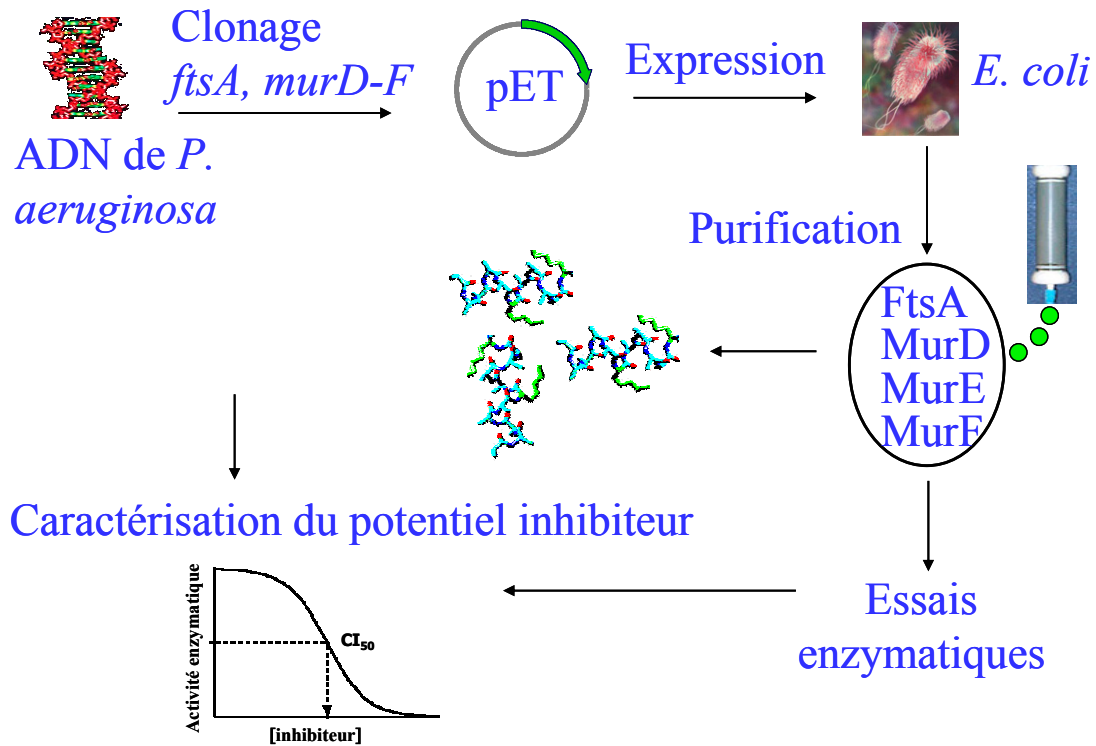 Clonage
ftsA, murD-F
pET
Expression
E. coli
ADN de P.
aeruginosa
Purification
FtsA
MurD
MurE
MurF
Caractérisation du potentiel inhibiteur
Activité enzymatique
CI50
[inhibiteur]
Essais
enzymatiques